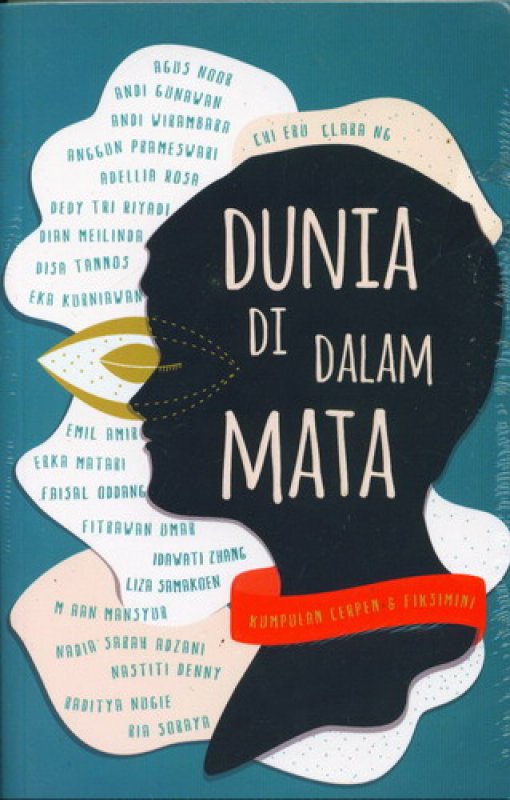 AGUS NOOR
ANDI GUNAWAN
ANDI WIRAMBARA
ANGGUN PRAMESWARI
ADELLIA ROSA
DEDY TRI RIYADI
DIAN MEILINDA
DISA TANNOS
EKA KURNIAWAN
CHI ERU CLARA NG
DUNIA
DI DALAM
MATA
EMIL AMIR
ERKA MATARI
FAISAL ODDANG
FITRAWAN UMAR
IDAWATI ZHANG
LIZA SAMAKOEN
M AAN MANSYUR
NADIA SARAH ADZANI
NASTITI DENNY
RADITYA NUGIE
RIA SORAYA
KUMPULAN CERPEN & FIKSIMINI